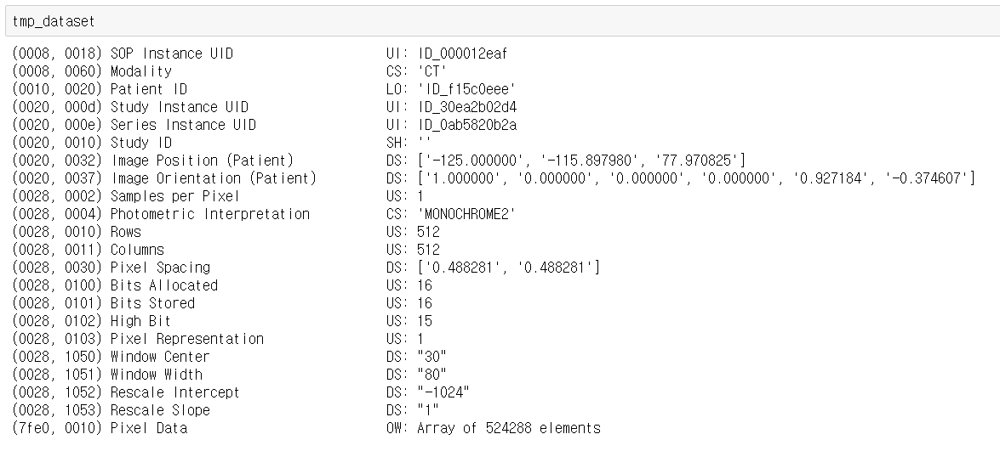 tmp_dataset
(0008, 0018) SOP Instance UID UI: ID_000012eaf
(0008, 0060) Modality CS: 'CT'
(0010, 0020) Patient ID LO: 'ID_f15c0eee'
(0020, 000d) Study Instance UID UI: ID_30ea2b02d4
(0020, 000e) Series Instance UID UI: ID_0ab5820b2a
(0020, 0010) Study ID SH: ''
(0020, 0032) Image Position (Patient) DS: ['-125.000000', '-115.897980', '77.970825']
(0020, 0037) Image Orientation (Patient) DS: ['1.000000', '0.000000', '0.000000', '0.000000', '0.927184', '-0.374607']
(0028, 0002) Samples per Pixel US: 1
(0028, 0004) Photometric Interpretation CS: 'MONOCHROME2'
(0028, 0010) Rows US: 512
(0028, 0011) Columns US: 512
(0028, 0030) Pixel Spacing DS: ['0.488281', '0.488281']
(0028, 0100) Bits Allocated US: 16
(0028, 0101) Bits Stored US: 16
(0028, 0102) High Bit US: 15
(0028, 0103) Pixel Representation US: 1
(0028, 1050) Window Center DS: "30"
(0028, 1051) Window Width DS: "80"
(0028, 1052) Rescale Intercept DS: "-1024"
(0028, 1053) Rescale Slope DS: "1"
(7fe0, 0010) Pixel Data OW: Array of 524288 elements